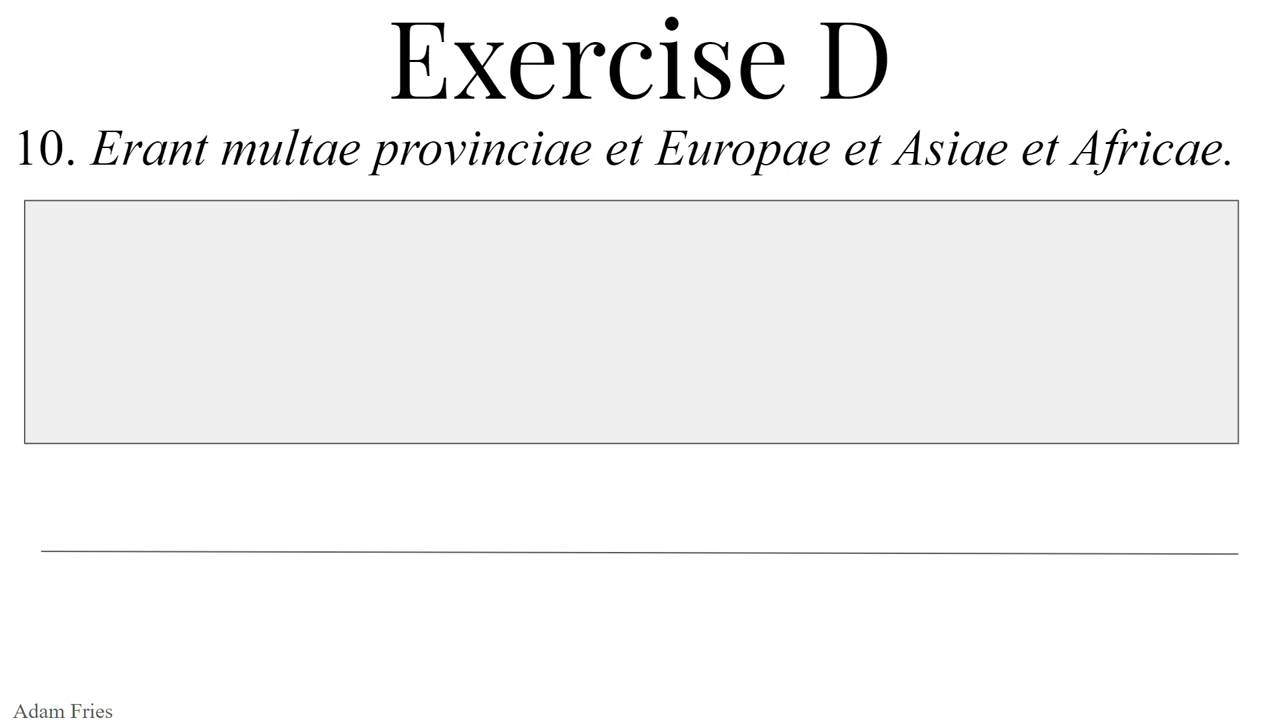 Exercise D
10. Erant multae provinciae et Europae et Asiae et Africae.
Adam Fries